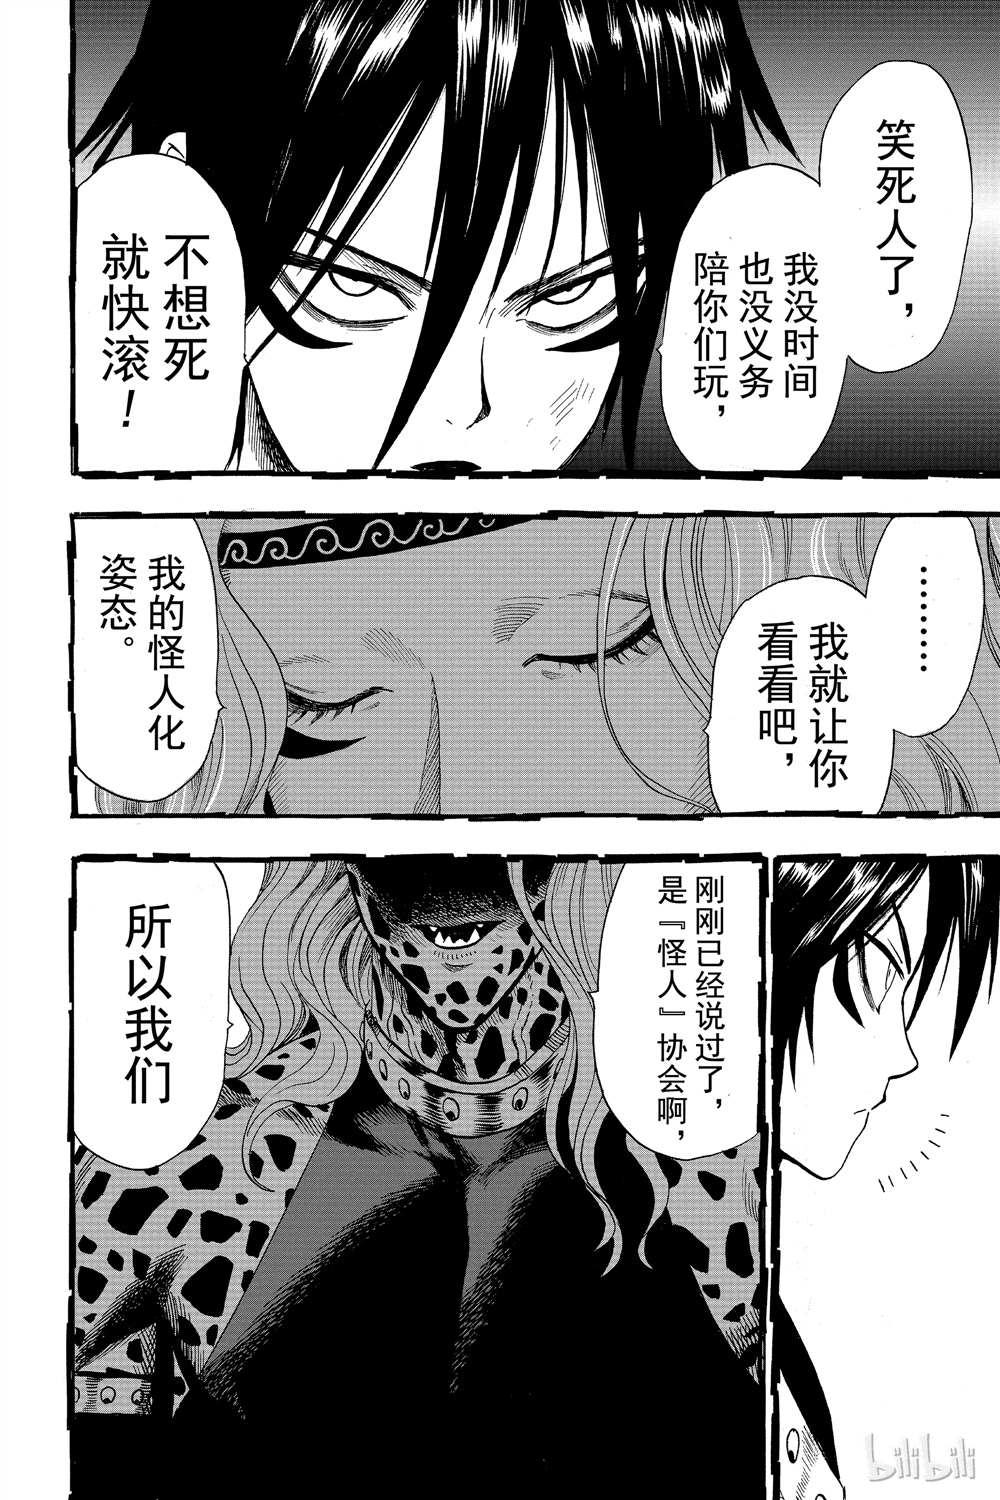 笑死人了，
我没时间
也没义务
陪你们玩，
不想死
就快滚！
………
我就让你
看看吧，
我的怪人化
姿态。
刚刚已经说过了，
是『怪人』协会啊，
所以我们
bilibili